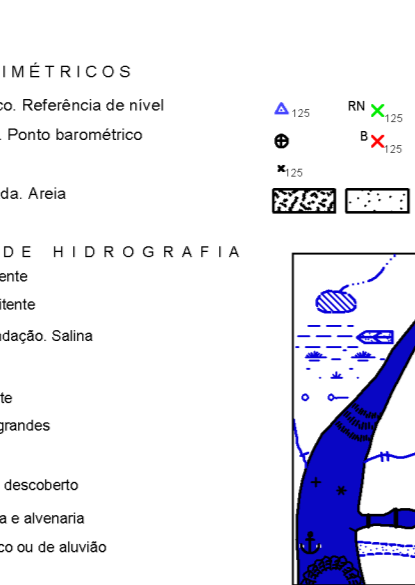 IMÉTRICOS
co. Referência de nível
125
RN
125
. Ponto barométrico
B
125
125
da. Areia
DE HIDROGRAFIA
ente
itente
ndação. Salina
te
grandes
descoberto
a e alvenaria
co ou de aluvião